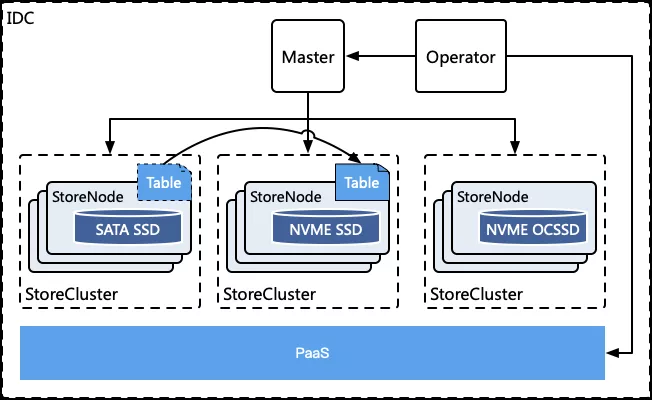 IDC
Master
Operator
Table
Table
StoreNode
StoreNode
StoreNode
SATA SSD
NVME SSD
NVME OCSSD
StoreCluster
StoreCluster
StoreCluster
PaaS